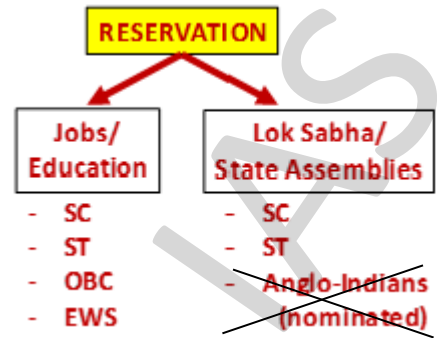 RESERVATION
Jobs/
Education
- SC
- ST
- OBC
- EWS
Lok Sabha/
State Assemblies
- SC
- ST
- Anglo-Indians
(nominated)
IAS